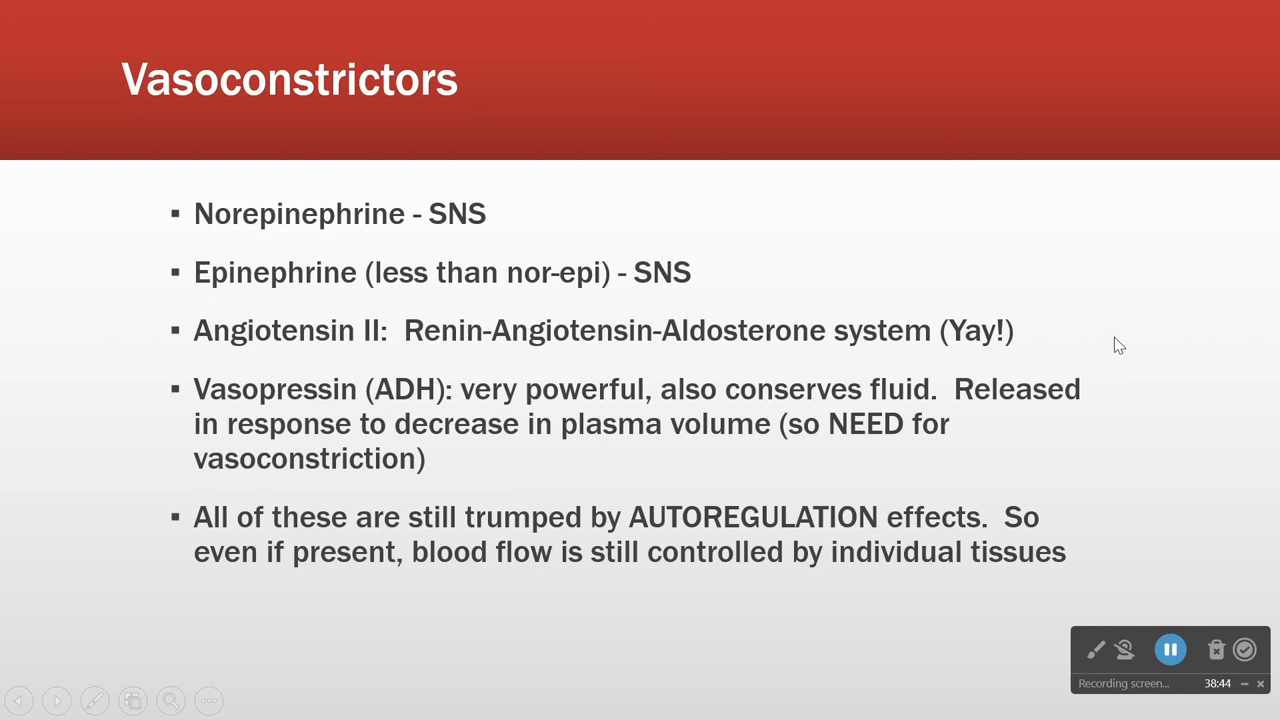 Vasoconstrictors
▪ Norepinephrine - SNS
▪ Epinephrine (less than nor-epi) - SNS
▪ Angiotensin II:  Renin-Angiotensin-Aldosterone system (Yay!)
▪ Vasopressin (ADH): very powerful, also conserves fluid.  Released
in response to decrease in plasma volume (so NEED for
vasoconstriction)
▪ All of these are still trumped by AUTOREGULATION effects.  So
even if present, blood flow is still controlled by individual tissues
Recording screen... 38:44